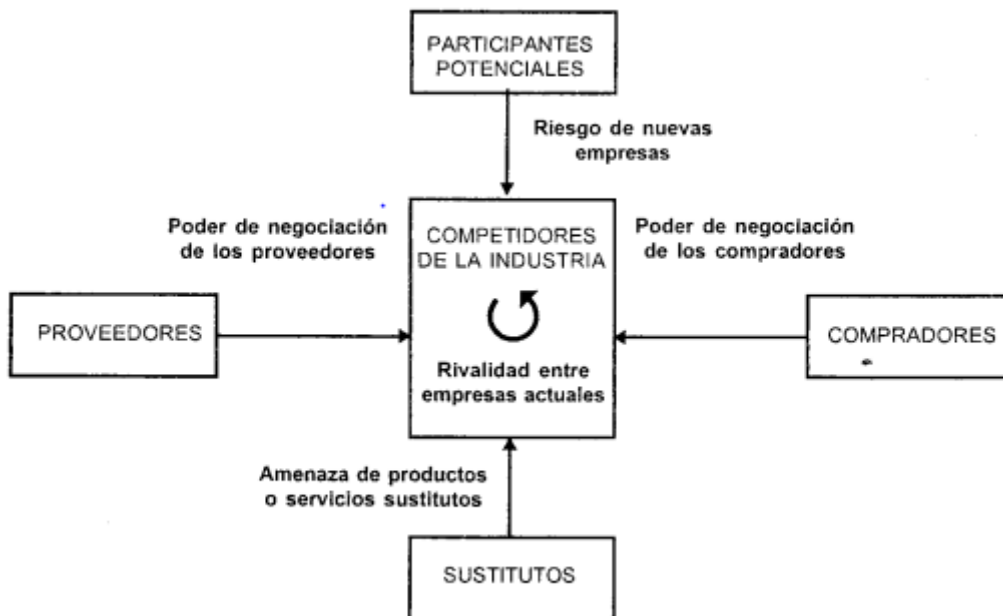 PARTICIPANTES
POTENCIALES
Riesgo de nuevas
empresas
Poder de negociación
de los proveedores
COMPETIDORES
DE LA INDUSTRIA
Poder de negociación
de los compradores
PROVEEDORES
Rivalidad entre
empresas actuales
COMPRADORES
Amenaza de productos
o servicios sustitutos
SUSTITUTOS